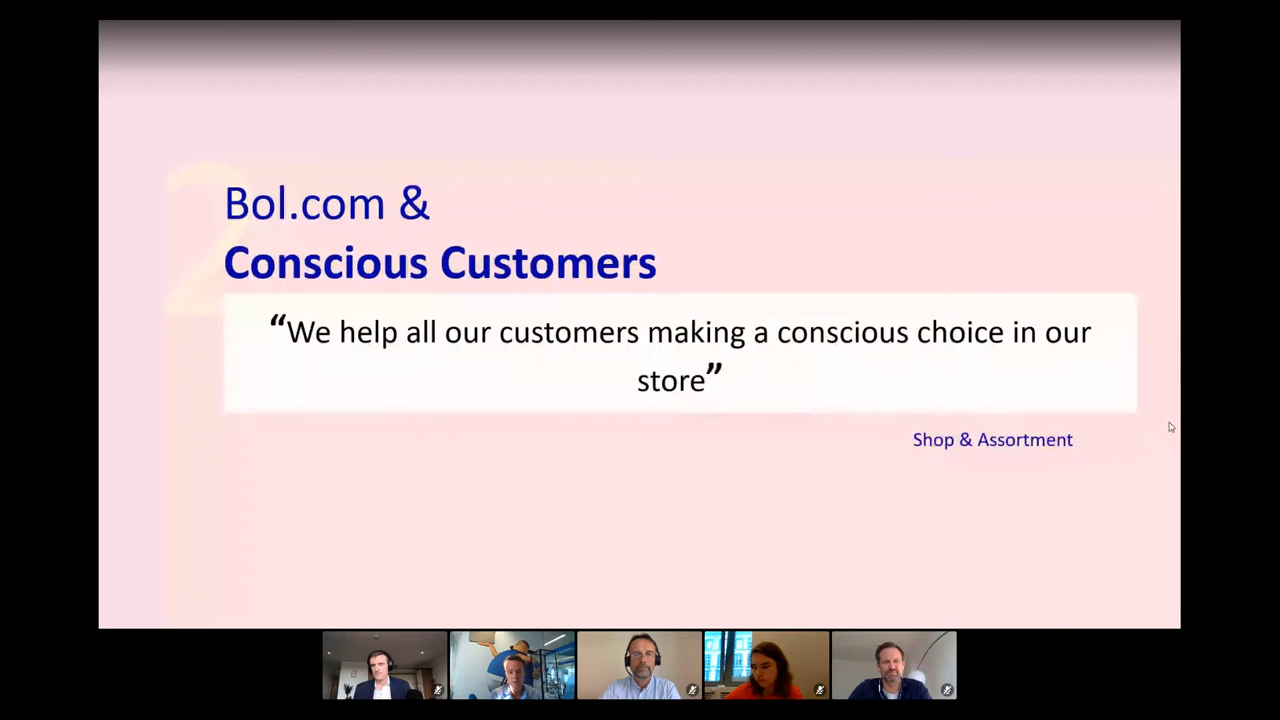 Bol.com &
Conscious Customers
“We help all our customers making a conscious choice in our
store”
Shop & Assortment